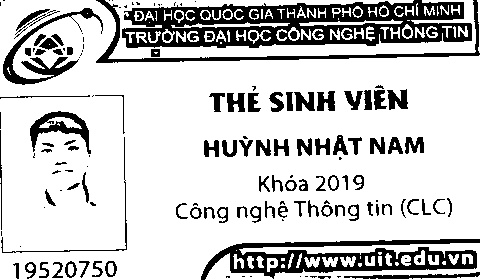 ĐẠI HỌC QUỐC GIA THÀNH PHỐ HỒ CHÍ MINH
TRƯỜNG ĐẠI HỌC CÔNG NGHỆ THÔNG TIN
THẺ SINH VIÊN
HUỲNH NHẬT NAM
Khóa 2019
Công nghệ Thông tin (CLC)
19520750
http://www.uit.edu.vn